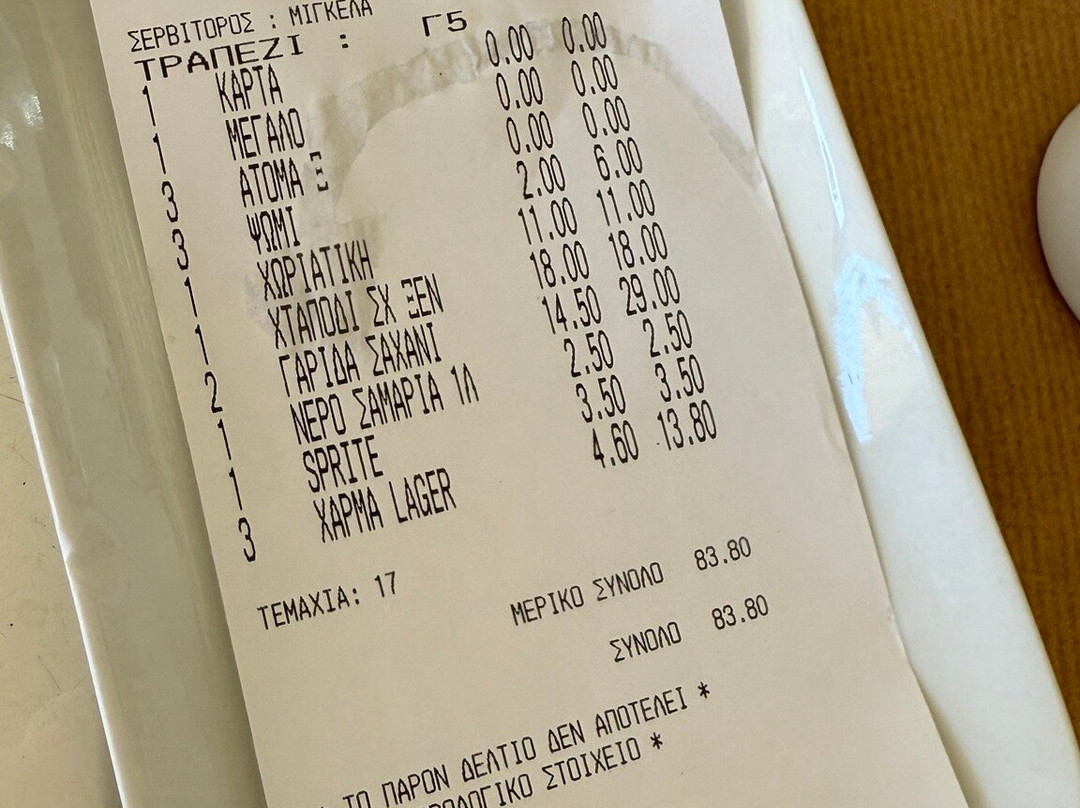 ΣΕΡΒΙΤΟΡΟΣ : ΜΙΓΚΕΛΑ
ΤΡΑΠΕΖΙ : Γ5
1 ΚΑΡΤΑ 0.00 0.00
1 ΜΕΓΑΛΟ 0.00 0.00
3 ΑΤΟΜΑ Ξ 0.00 0.00
3 ΨΩΜΙ 2.00 6.00
1 ΧΩΡΙΑΤΙΚΗ 11.00 11.00
1 ΧΤΑΠΟΔΙ ΣΧ ΞΕΝ 18.00 18.00
2 ΓΑΡΙΔΑ ΣΑΧΑΝΙ 14.50 29.00
1 ΝΕΡΟ ΣΑΜΑΡΙΑ 1Λ 2.50 2.50
1 SPRITE 3.50 3.50
3 ΧΑΡΜΑ LAGER 4.60 13.80
ΤΕΜΑΧΙΑ: 17
ΜΕΡΙΚΟ ΣΥΝΟΛΟ 83.80
ΣΥΝΟΛΟ 83.80
ΤΟ ΠΑΡΟΝ ΔΕΛΤΙΟ ΔΕΝ ΑΠΟΤΕΛΕΙ *
ΣΤΟΙΧΕΙΟ *